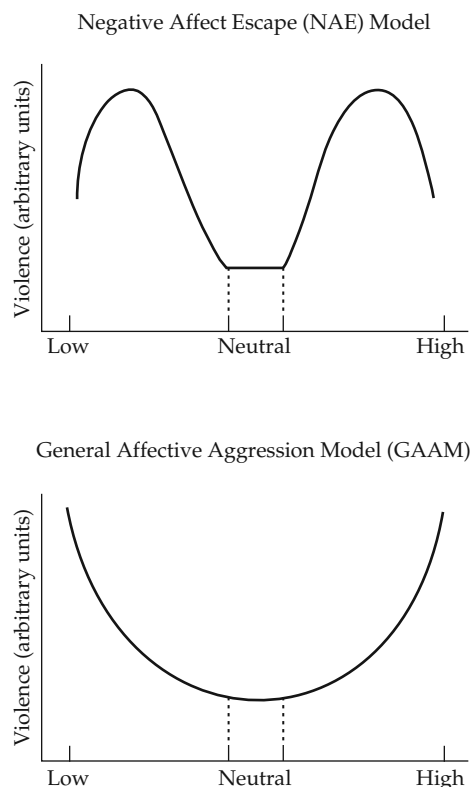 Negative Affect Escape (NAE) Model
Violence (arbitrary units)
Low Neutral High
General Affective Aggression Model (GAAM)
Violence (arbitrary units)
Low Neutral High